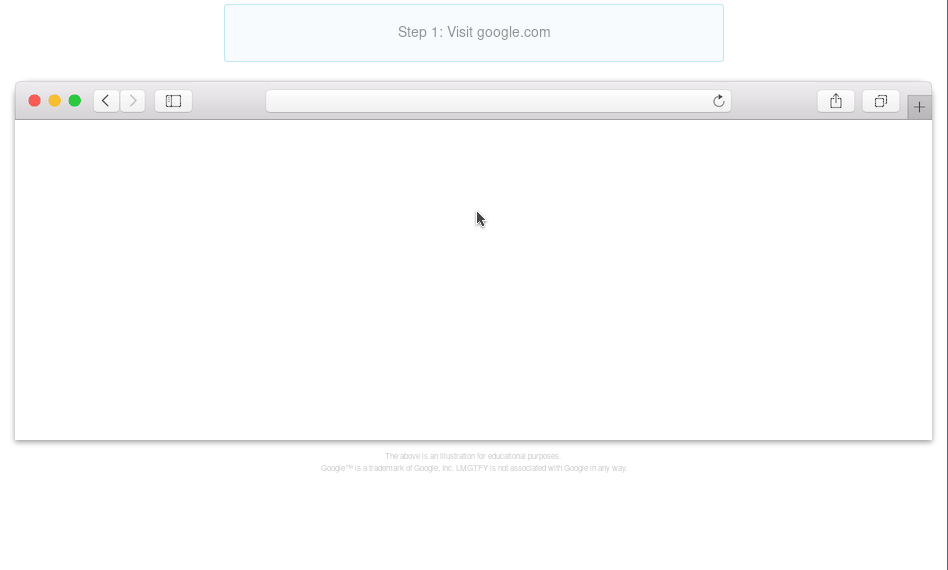 Step 1: Visit google.com
The above is an illustration for educational purposes.
Google™ is a trademark of Google, Inc. LMGTFY is not associated with Google in any way.